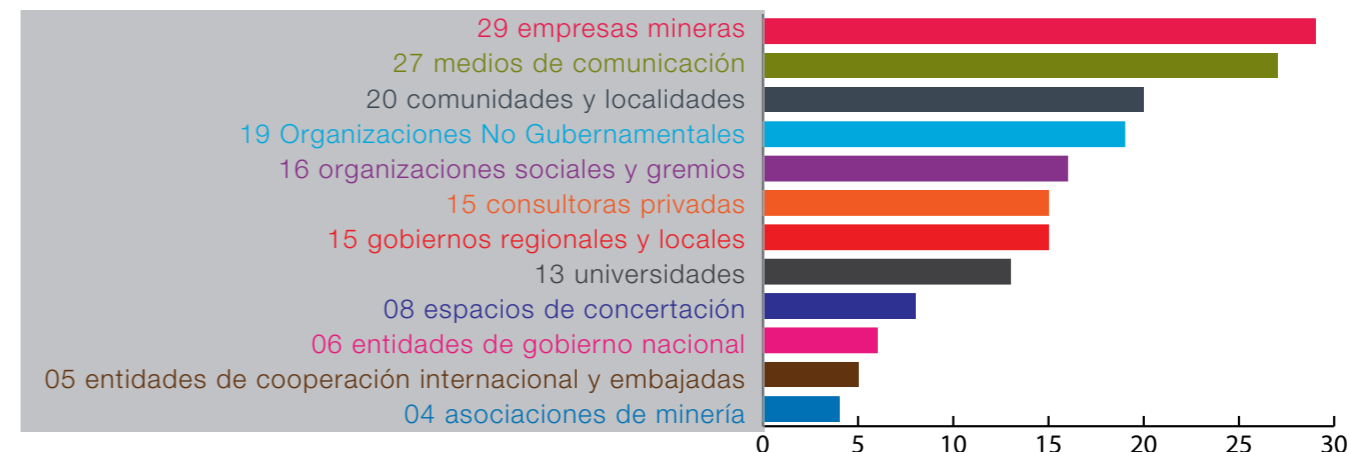 29 empresas mineras
27 medios de comunicación
20 comunidades y localidades
19 Organizaciones No Gubernamentales
16 organizaciones sociales y gremios
15 consultoras privadas
15 gobiernos regionales y locales
13 universidades
08 espacios de concertación
06 entidades de gobierno nacional
05 entidades de cooperación internacional y embajadas
04 asociaciones de minería
0 5 10 15 20 25 30